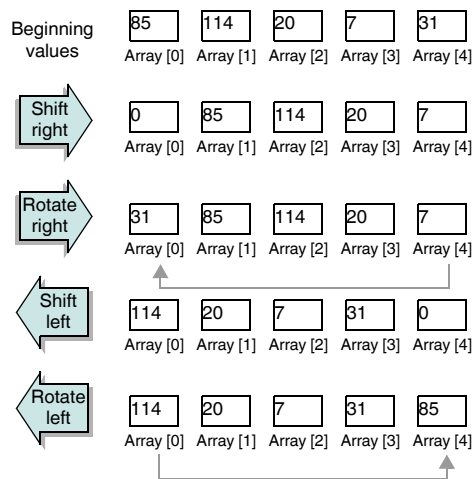 Beginning
values
85 114 20 7 31
Array [0] Array [1] Array [2] Array [3] Array [4]
Shift
right
0 85 114 20 7
Array [0] Array [1] Array [2] Array [3] Array [4]
Rotate
right
31 85 114 20 7
Array [0] Array [1] Array [2] Array [3] Array [4]
Shift
left
114 20 7 31 0
Array [0] Array [1] Array [2] Array [3] Array [4]
Rotate
left
114 20 7 31 85
Array [0] Array [1] Array [2] Array [3] Array [4]